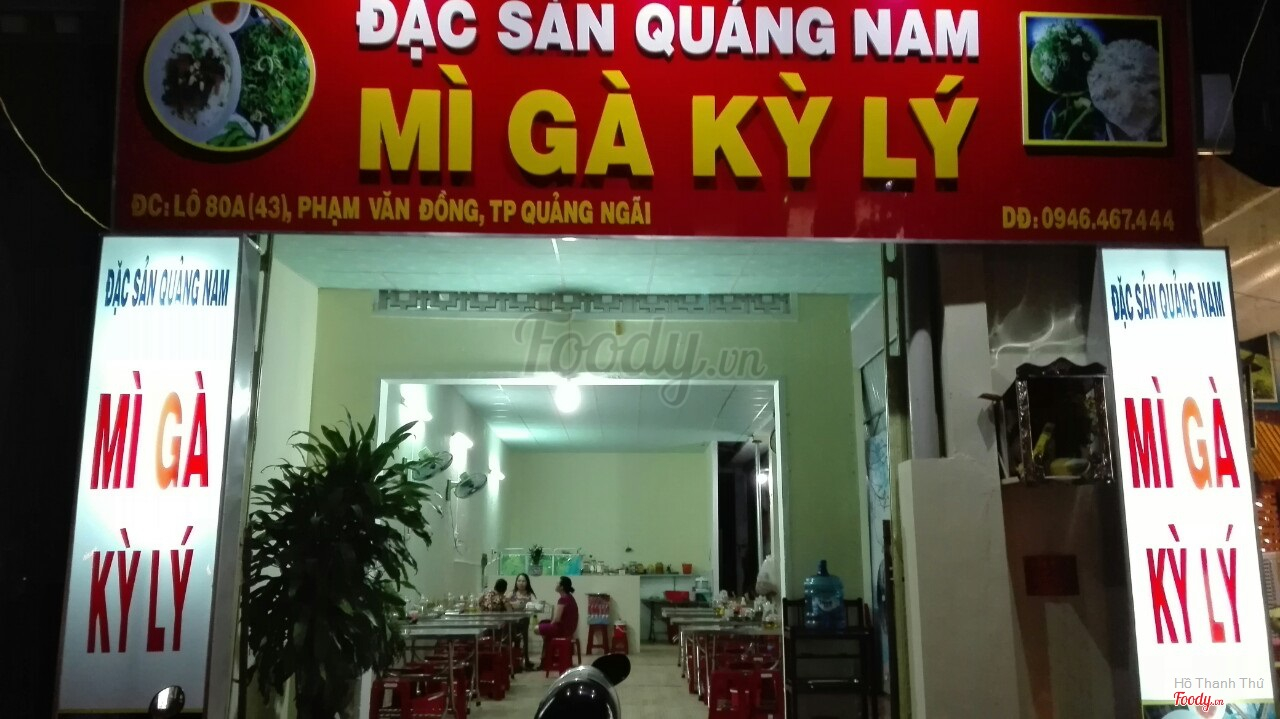 ĐẶC SẢN QUẢNG NAM
MÌ GÀ KỲ LÝ
ĐC: LÔ 80A (43), PHẠM VĂN ĐỒNG, TP QUẢNG NGÃI
DĐ: 0946.467.444
ĐẶC SẢN QUẢNG NAM
MÌ GÀ
KỲ LÝ
ĐẶC SẢN QUẢNG NAM
MÌ GÀ
KỲ LÝ
Foody.vn
Hồ Thanh Thứ
Foody.vn